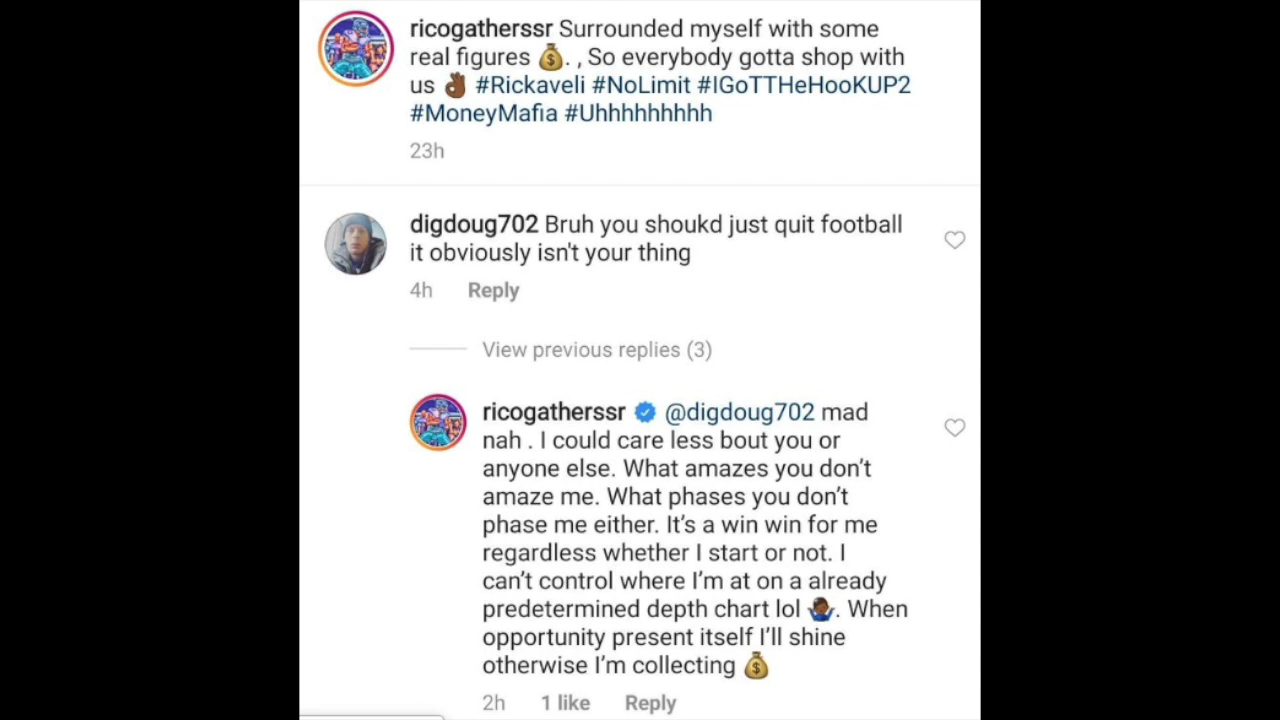 ricogatherssr Surrounded myself with some
real figures 💰. , So everybody gotta shop with
us 👌🏾 #Rickaveli #NoLimit #IGoTTHeHooKUP2
#MoneyMafia #Uhhhhhhhhh
23h
digdoug702 Bruh you shoukd just quit football
it obviously isn't your thing
4h Reply
View previous replies (3)
ricogatherssr @digdoug702 mad
nah . I could care less bout you or
anyone else. What amazes you don't
amaze me. What phases you don't
phase me either. It's a win win for me
regardless whether I start or not. I
can't control where I'm at on a already
predetermined depth chart lol 🤷🏾‍♂️. When
opportunity present itself I'll shine
otherwise I'm collecting 💰
2h 1 like Reply